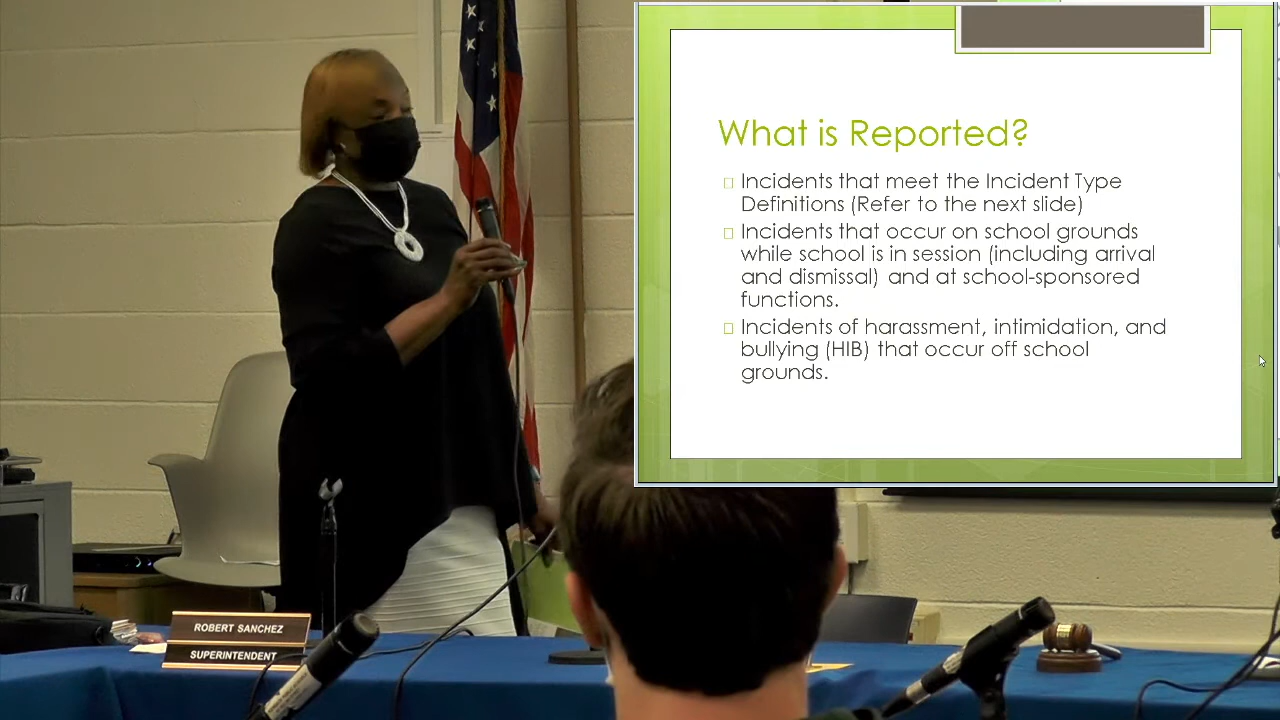 What is Reported?
Incidents that meet the Incident Type
Definitions (Refer to the next slide)
Incidents that occur on school grounds
while school is in session (including arrival
and dismissal) and at school-sponsored
functions.
Incidents of harassment, intimidation, and
bullying (HIB) that occur off school
grounds.
ROBERT SANCHEZ
SUPERINTENDENT